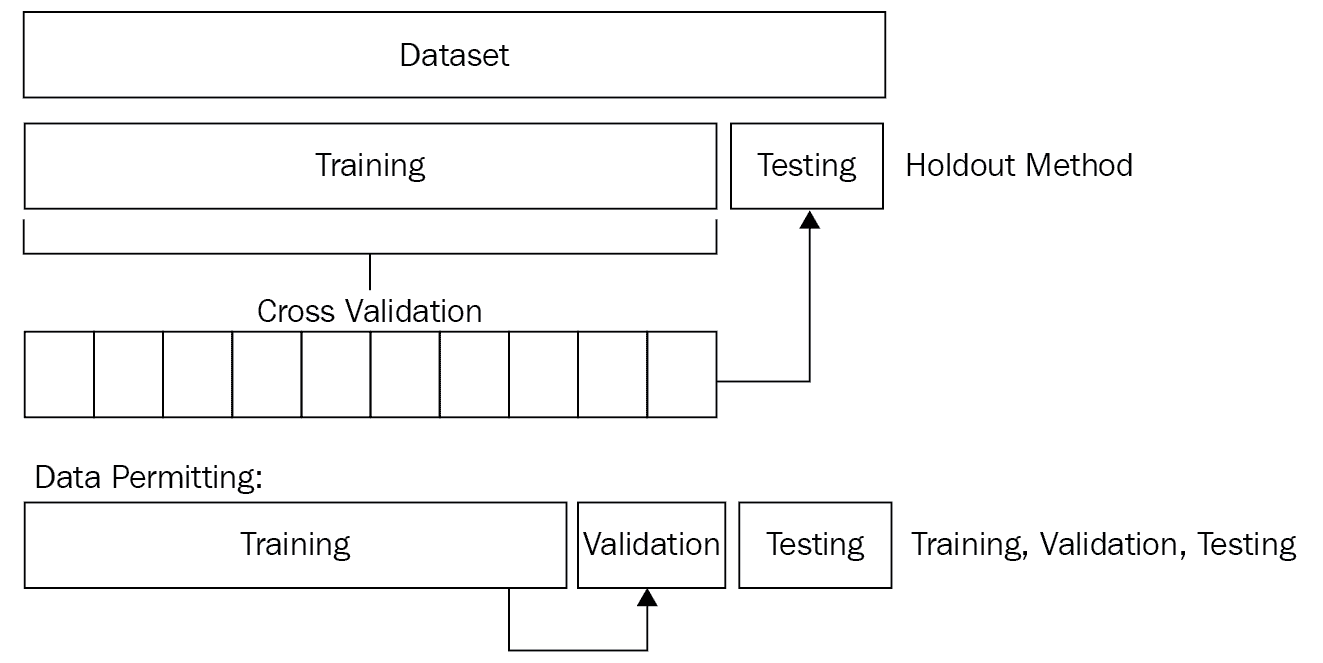 Dataset
Training
Testing
Holdout Method
Cross Validation
Data Permitting:
Training
Validation
Testing
Training, Validation, Testing